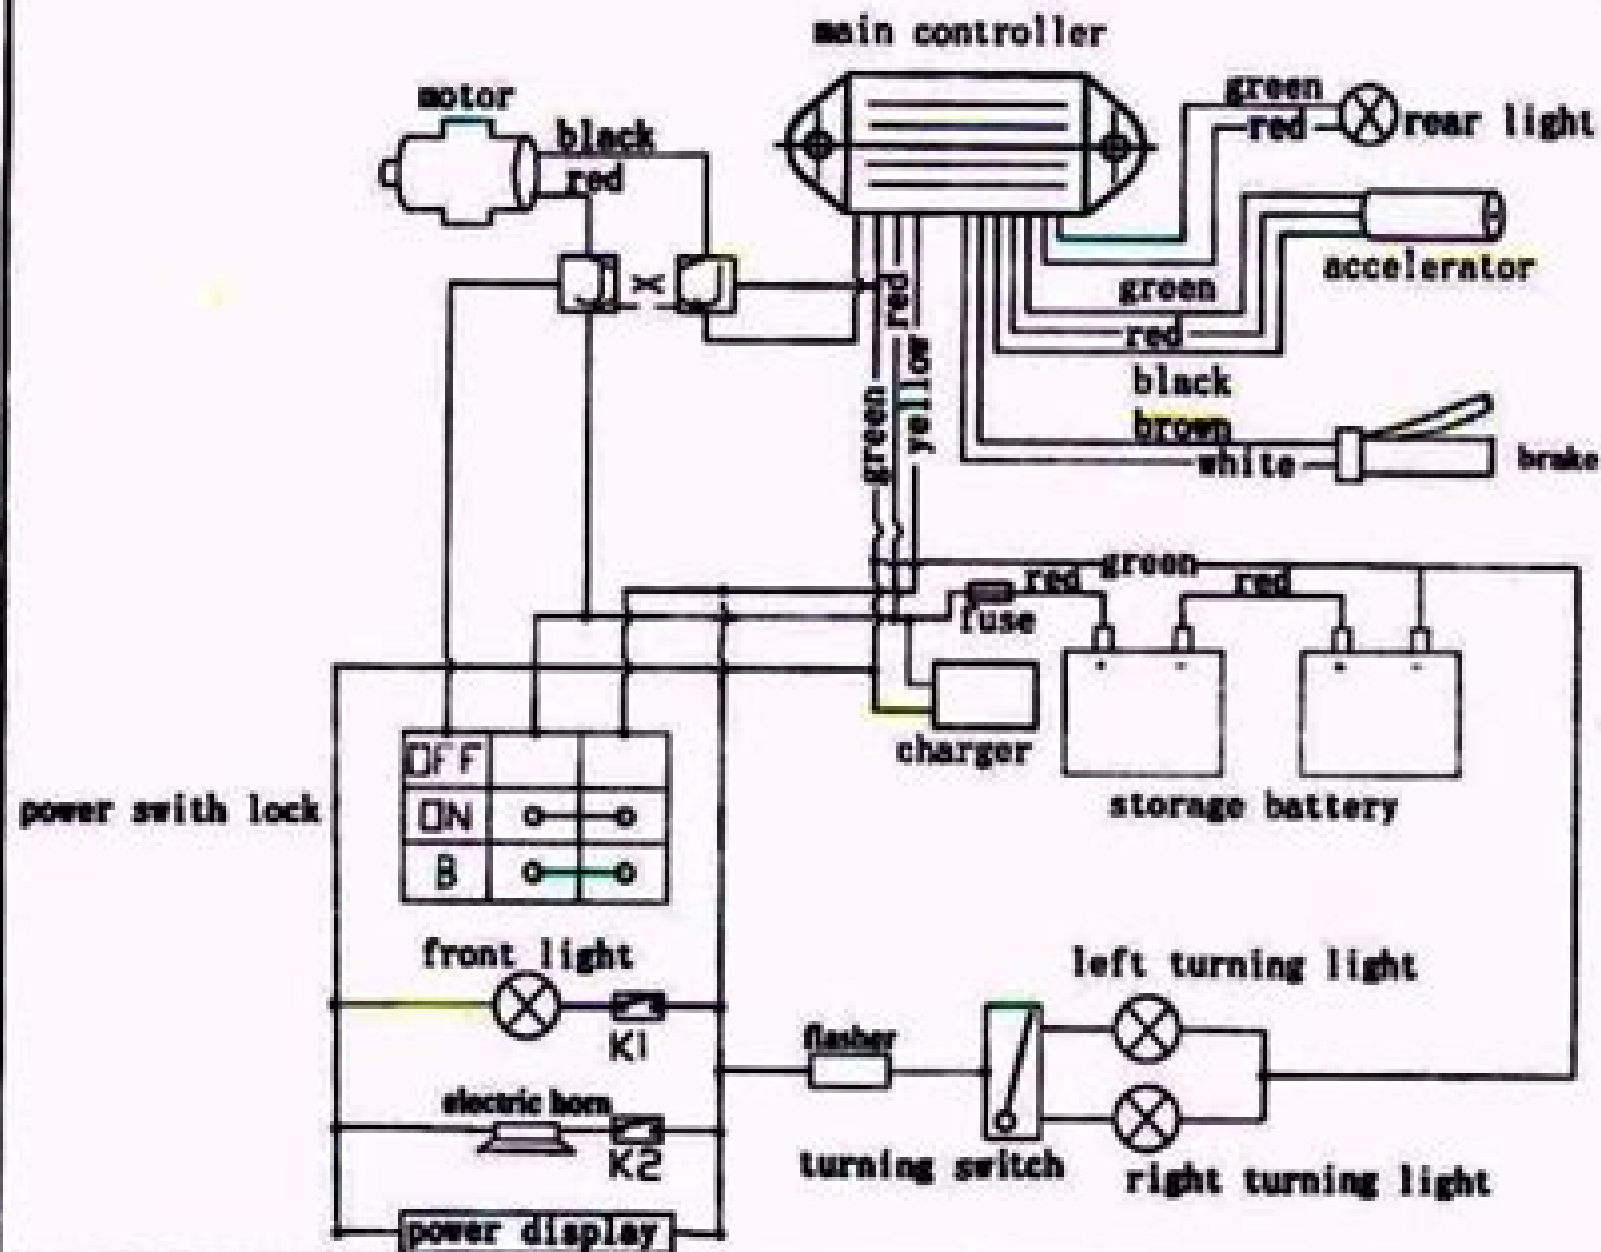 main controller
motor
black
red
green
red
rear light
accelerator
green
red
black
brown
white
brake
green
red
yellow
red
green
red
fuse
charger
storage battery
power swith lock
OFF
ON
B
+ - + -
front light
K1
electric horn
K2
power display
flasher
turning switch
left turning light
right turning light